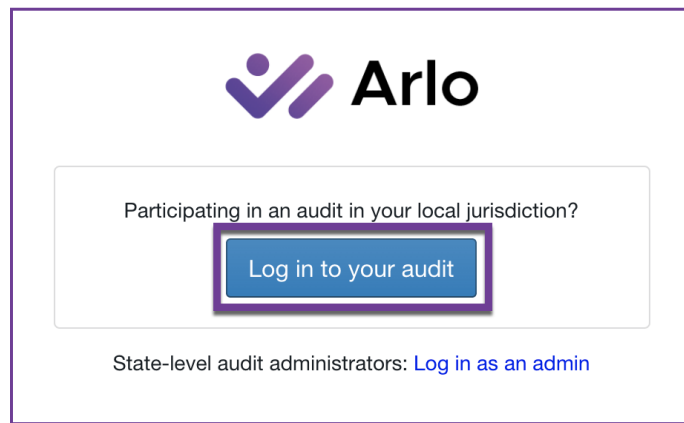 Arlo
Participating in an audit in your local jurisdiction?
Log in to your audit
State-level audit administrators: Log in as an admin